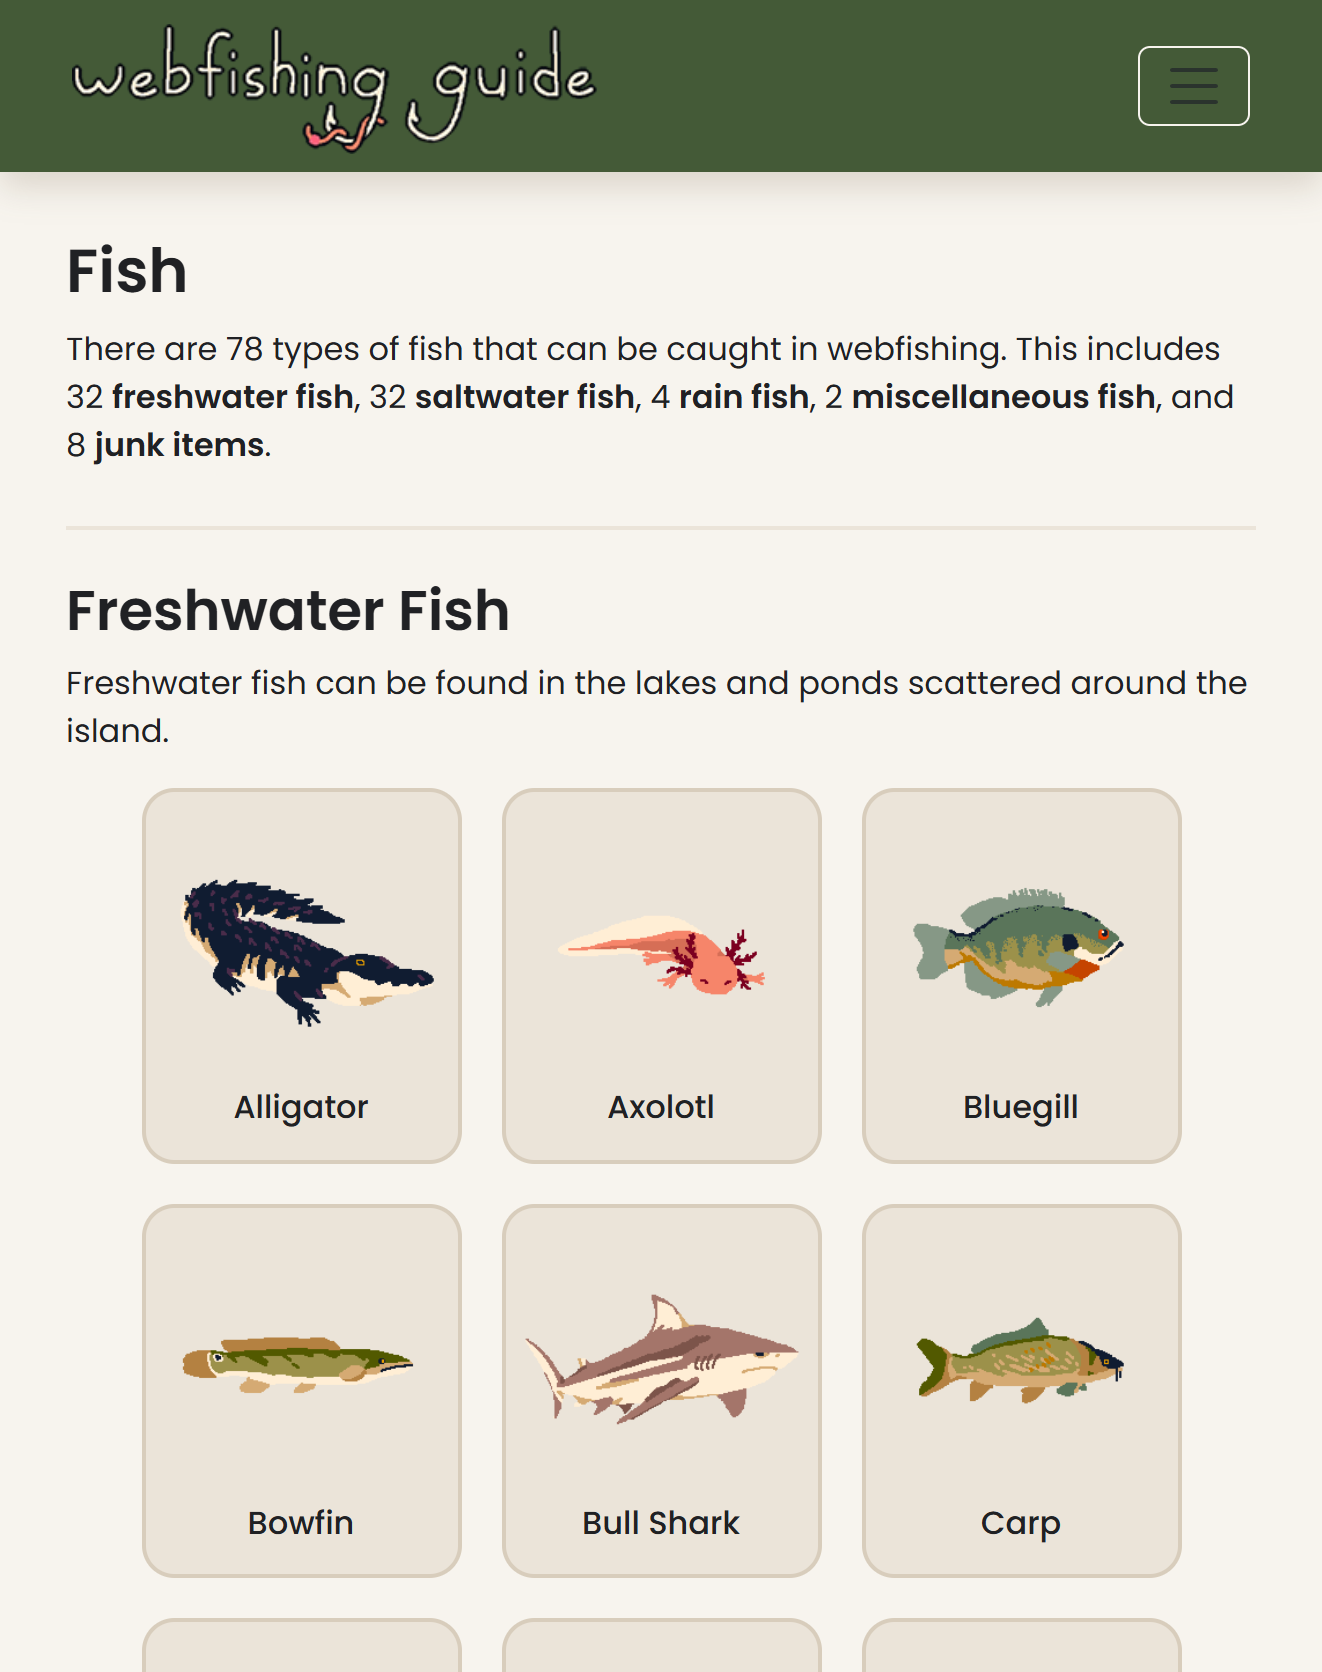 webfishing guide
Fish
There are 78 types of fish that can be caught in webfishing. This includes
32 freshwater fish, 32 saltwater fish, 4 rain fish, 2 miscellaneous fish, and
8 junk items.
Freshwater Fish
Freshwater fish can be found in the lakes and ponds scattered around the
island.
Alligator
Axolotl
Bluegill
Bowfin
Bull Shark
Carp